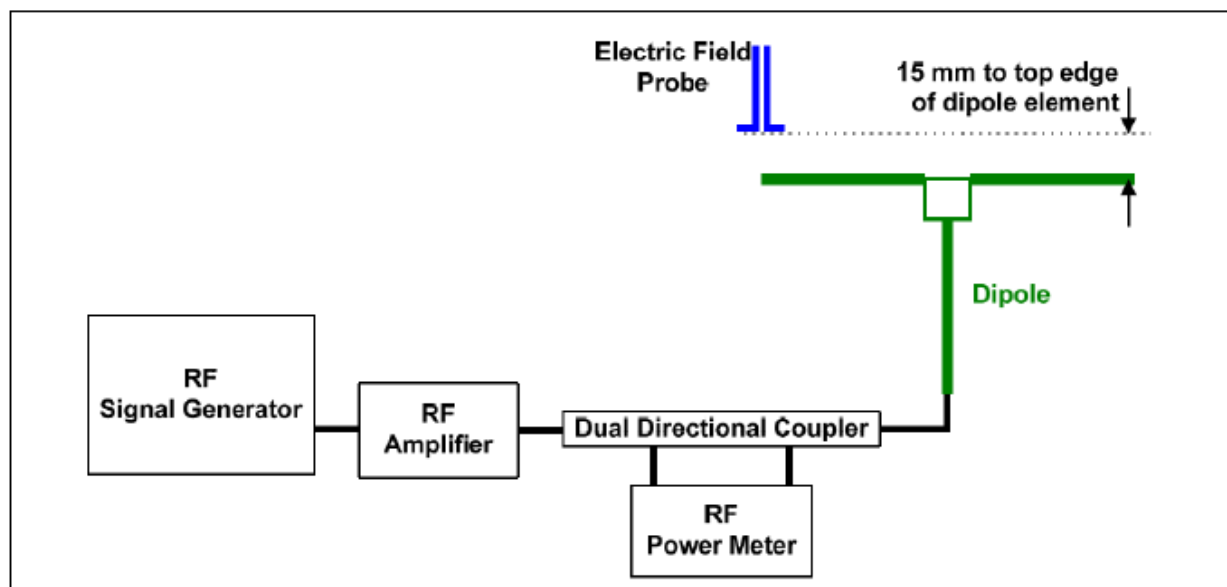 Electric Field
Probe
15 mm to top edge
of dipole element
Dipole
RF
Signal Generator
RF
Amplifier
Dual Directional Coupler
RF
Power Meter